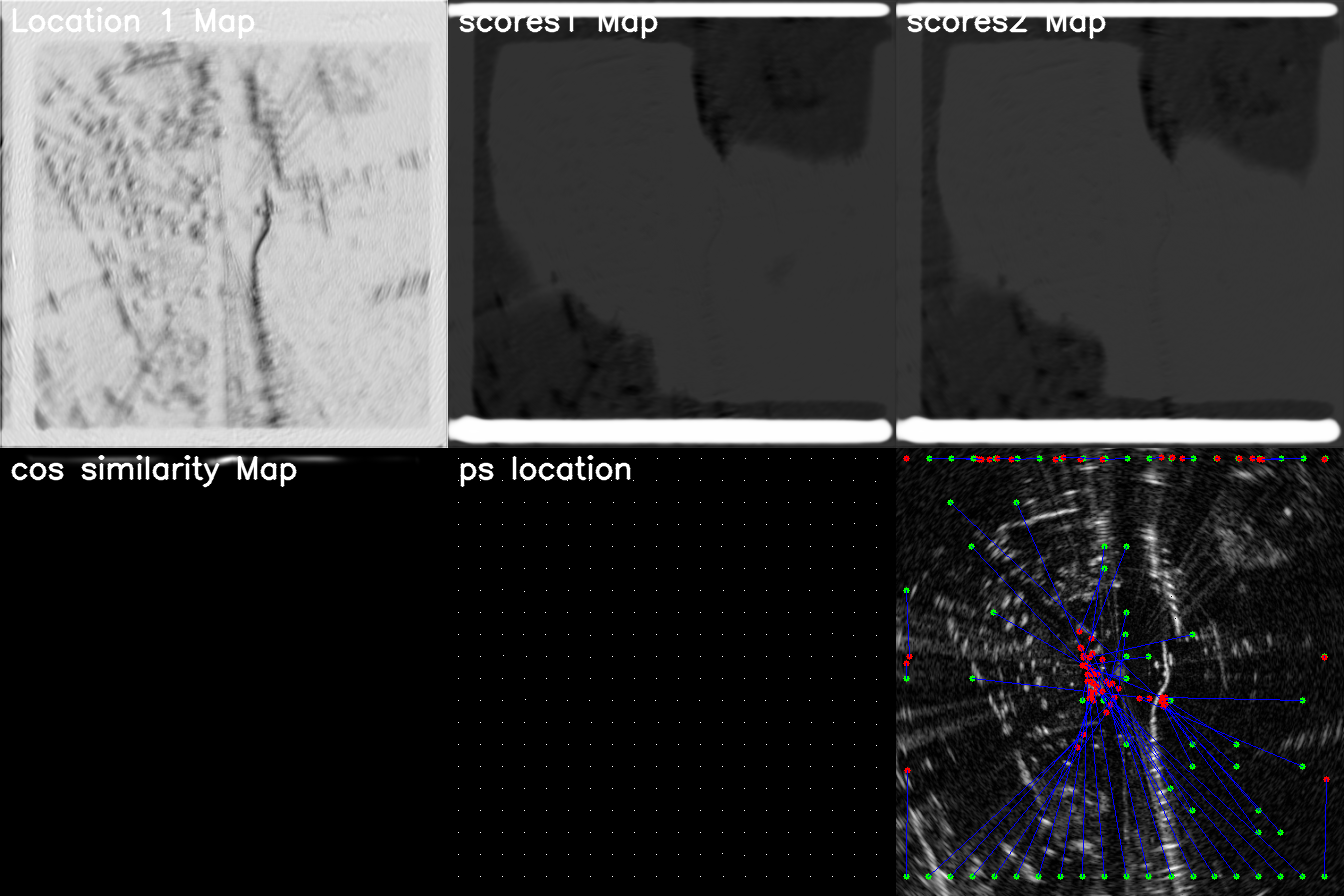 Location 1 Map
scores1 Map
scores2 Map
cos similarity Map
ps location